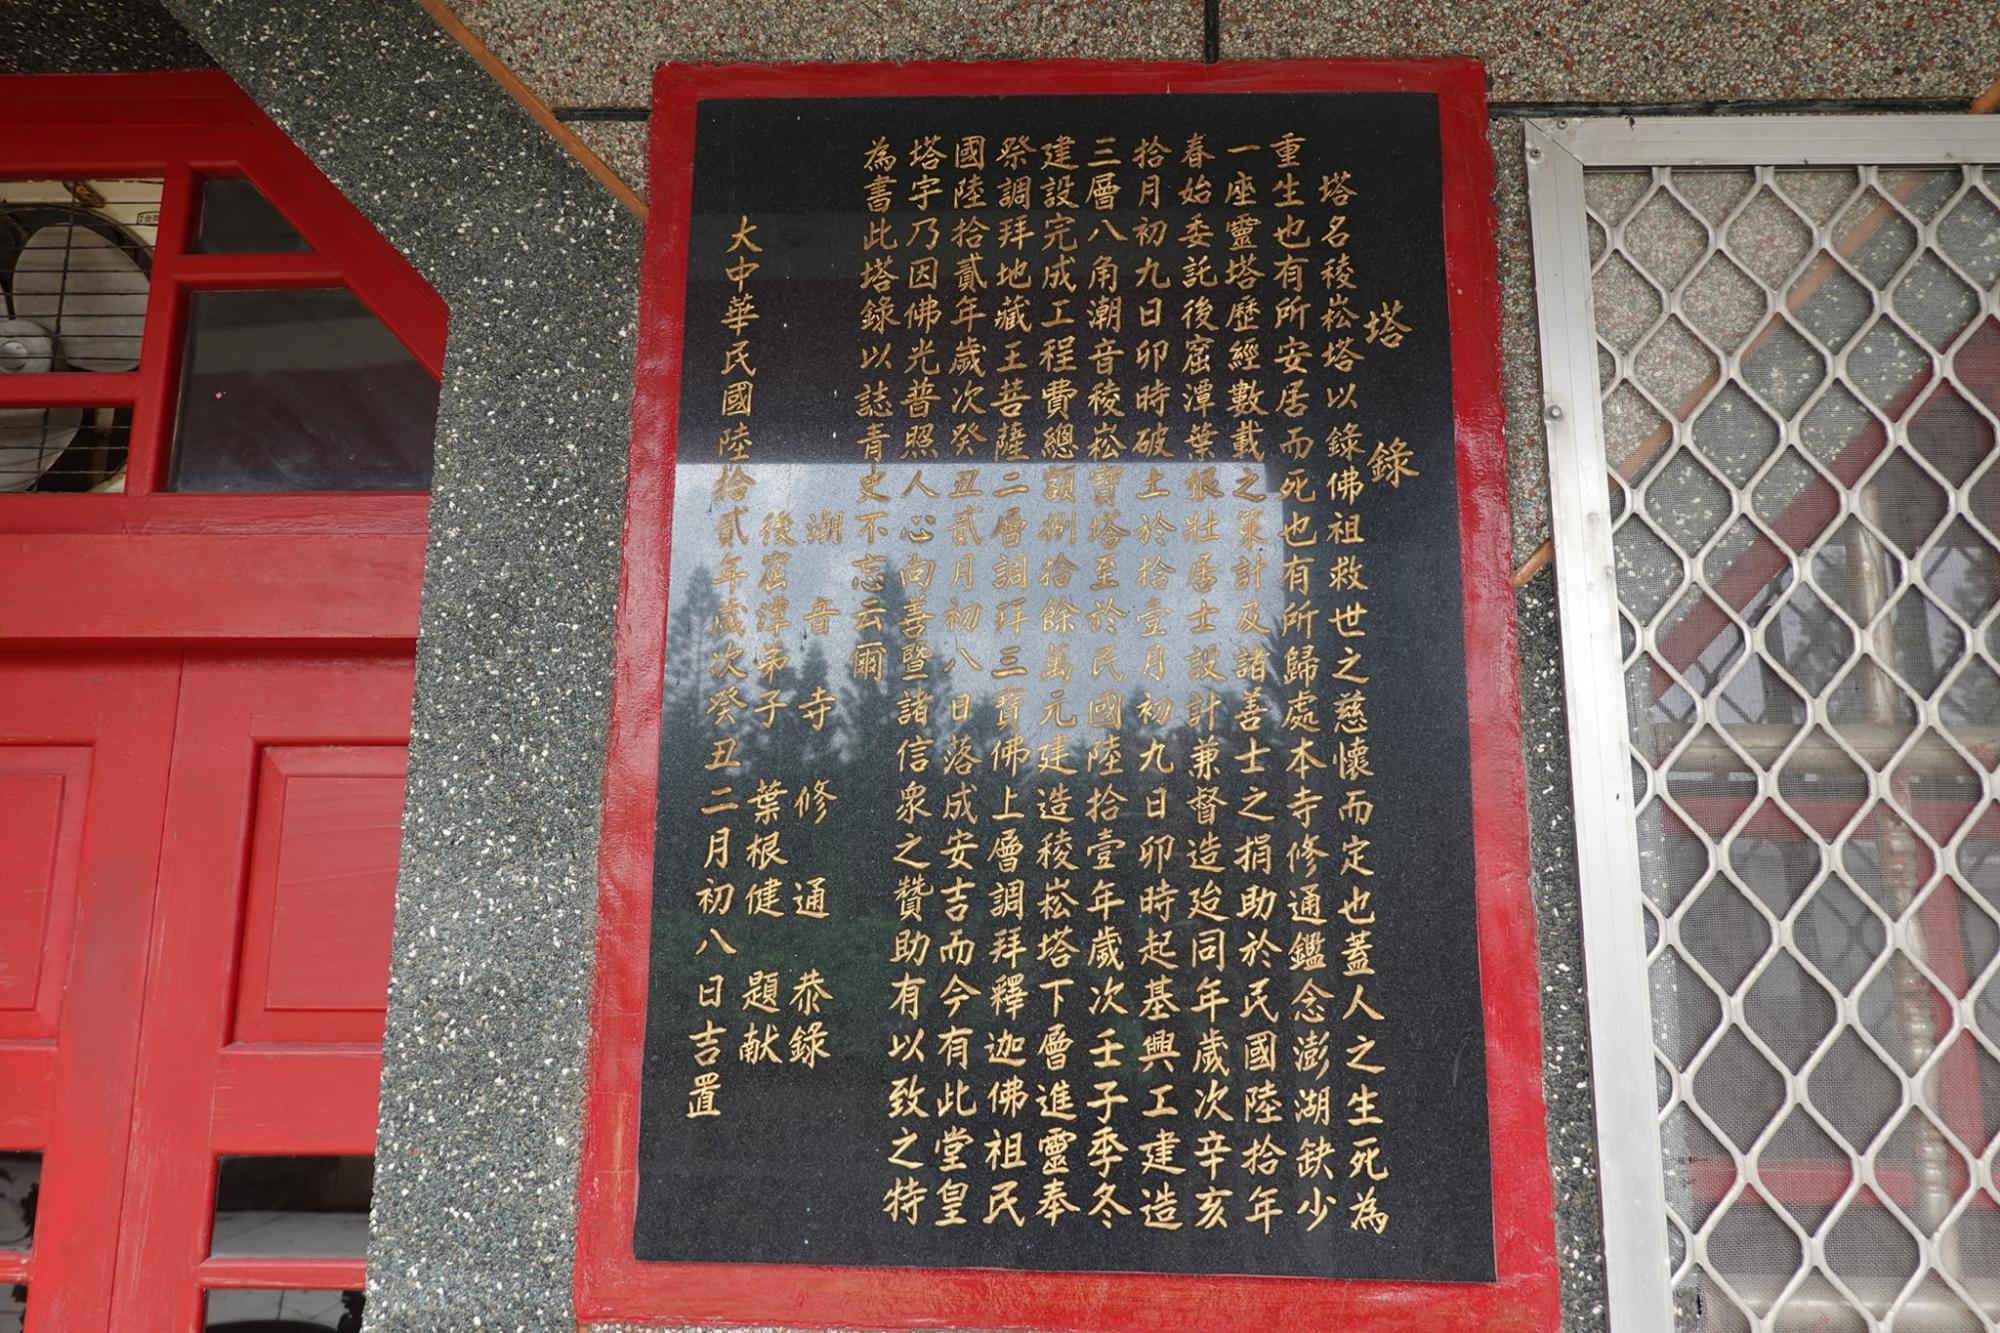 塔錄
塔名稜崧塔以錄佛祖救世之慈懷而定也蓋人之生死為
重生也有所安居而死也有所歸處本寺修通鑑念澎湖缺少
一座靈塔歷經數載之策計及諸善士之捐助於民國陸拾年
春始委託後窟潭葉根壯居士設計兼督造迨同年歲次辛亥
拾月初九日卯時破土於拾壹月初九日卯時起基興工建造
三層八角潮音稜崧寶塔至於民國陸拾壹年歲次壬子季冬
建設完成工程費總額捌拾餘萬元建造稜崧塔下層進靈奉
祭調拜地藏王菩薩二層調拜三寶佛上層調拜釋迦佛祖民
國陸拾貳年歲次癸丑貳月初八日落成安吉而今有此堂皇
塔宇乃因佛光普照人心向善暨諸信眾之贊助有以致之特
為書此塔錄以誌青史不忘云爾
潮音寺修通恭錄
後窟潭弟子葉根健題献
大中華民國陸拾貳年歲次癸丑二月初八日吉置